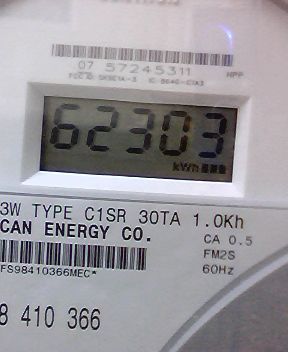 07 57245311
HPP
62303
kWh
3W TYPE C1SR 30TA 1.0Kh
CAN ENERGY CO.
CA 0.5
FM2S
60Hz
FS98410366MEC*
8 410 366